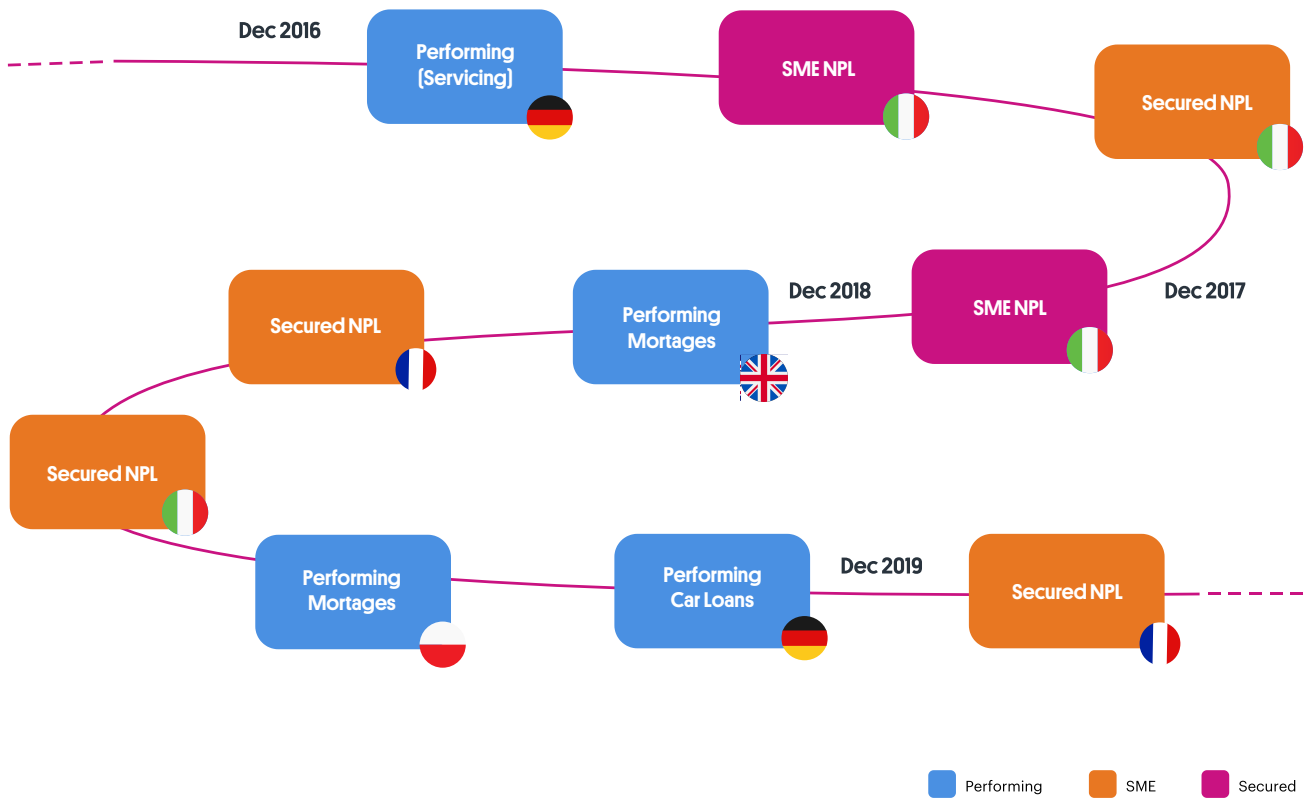 Dec 2016
Performing
(Servicing)
SME NPL
Secured NPL
Dec 2017
SME NPL
Dec 2018
Performing
Mortages
Secured NPL
Secured NPL
Performing
Mortages
Performing
Car Loans
Dec 2019
Secured NPL
Performing
SME
Secured